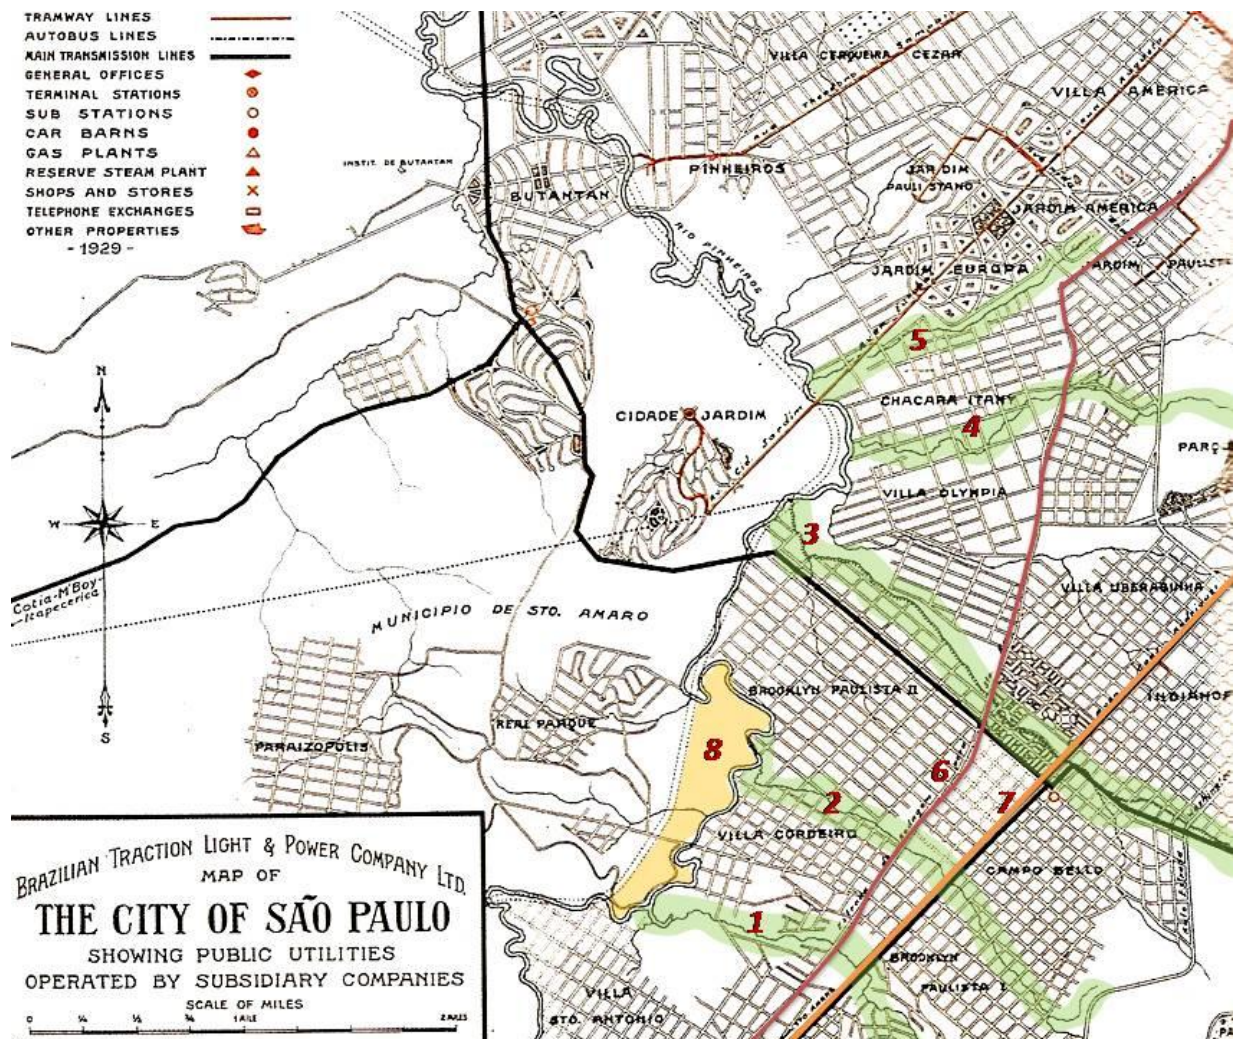 TRAMWAY LINES
AUTOBUS LINES
MAIN TRANSMISSION LINES
GENERAL OFFICES
TERMINAL STATIONS
SUB STATIONS
CAR BARNS
GAS PLANTS
RESERVE STEAM PLANT
SHOPS AND STORES
TELEPHONE EXCHANGES
OTHER PROPERTIES
- 1929 -
VILLA CERQUEIRA CEZAR
VILLA AMERICA
INSTIT. DE BUTANTAN
BUTANTAN
PINHEIROS
JARDIM
PAULISTANO
JARDIM AMERICA
RIO PINHEIROS
JARDIM EUROPA
JARDIM PAULIST
5
N
CHACARA ITAHY
CIDADE JARDIM
4
PARQ
VILLA OLYMPIA
W E
3
Cotia-M'Boy
Itapecerica
VILLA UBERABINHA
MUNICIPIO DE STO. AMARO
BROOKLYN PAULISTA II
INDIANOP
REAL PARQUE
PARAIZOPOLIS
S
8
6
7
2
VILLA CORDEIRO
CAMPO BELLO
1
BROOKLYN
PAULISTA I
VILLA
STO. ANTONIO
BRAZILIAN TRACTION LIGHT & POWER COMPANY LTD.
MAP OF
THE CITY OF SÃO PAULO
SHOWING PUBLIC UTILITIES
OPERATED BY SUBSIDIARY COMPANIES
SCALE OF MILES
0 ¼ ½ ¾ 1 MILE 2 MILES